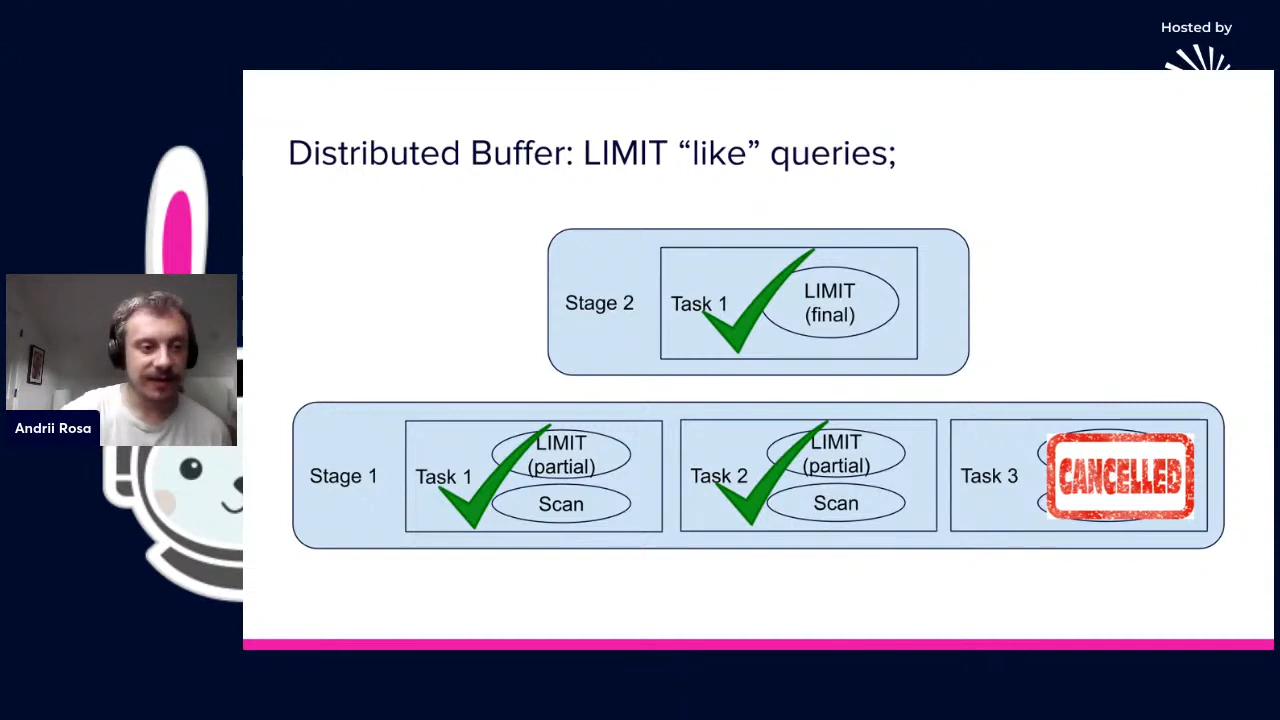 Hosted by
Distributed Buffer: LIMIT “like” queries;
Stage 2
Task 1
LIMIT
(final)
Stage 1
Task 1
LIMIT
(partial)
Scan
Task 2
LIMIT
(partial)
Scan
Task 3
CANCELLED
Andrii Rosa